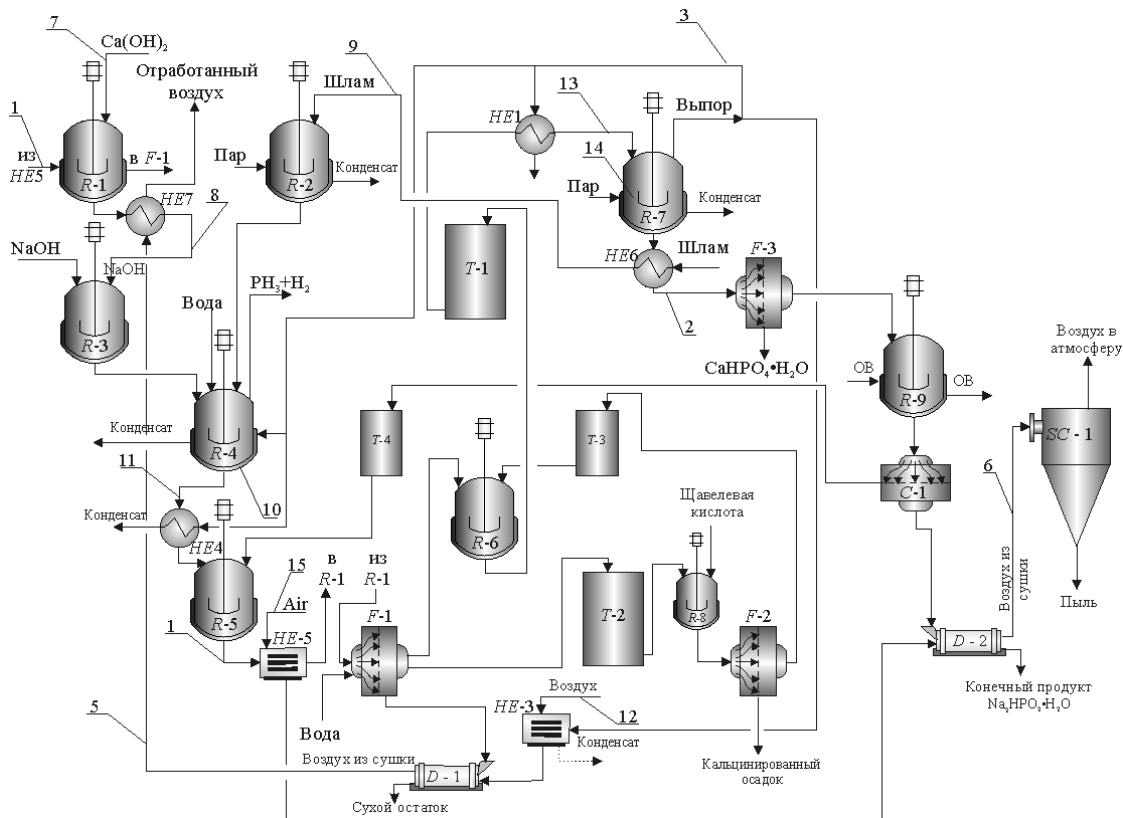 7
Ca(OH)₂
9
3
Отработанный
воздух
Шлам
13
Выпор
1
из
HE5
в F-1
R-1
HE7
8
Пар
R-2
Конденсат
HE1
14
Пар
R-7
Конденсат
NaOH
NaOH
R-3
PH₃+H₂
Вода
T-1
HE6
Шлам
F-3
2
CaHPO₄•H₂O
Воздух в
атмосферу
ОВ
R-9
ОВ
SC - 1
Конденсат
R-4
T-4
T-3
11
10
C-1
6
Конденсат
HE4
R-6
Щавелевая
кислота
15
Air
в
R-1
из
R-1
R-5
1
HE-5
F-1
T-2
R-8
F-2
Воздух из
сушки
Пыль
D - 2
Вода
HE-3
Воздух
12
Конденсат
Конечный продукт
Na₂HPO₂•H₂O
5
Воздух из сушки
D - 1
Сухой остаток
Кальцинированный
осадок